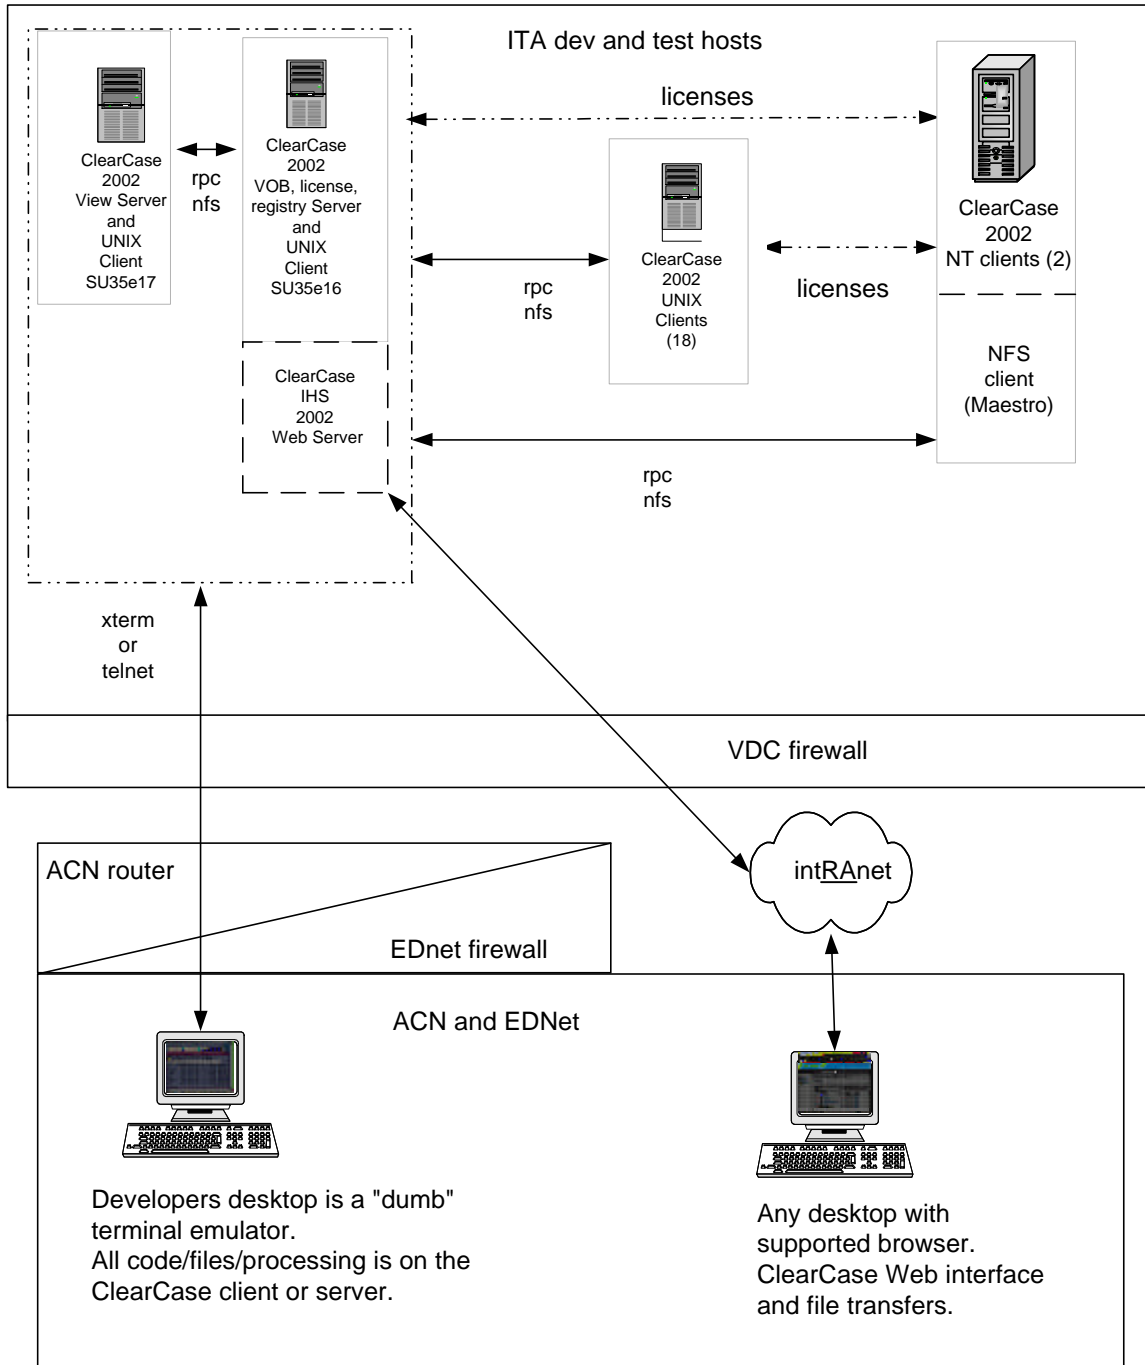 ITA dev and test hosts
ClearCase
2002
View Server
and
UNIX
Client
SU35e17
rpc
nfs
ClearCase
2002
VOB, license,
registry Server
and
UNIX
Client
SU35e16
ClearCase
IHS
2002
Web Server
licenses
rpc
nfs
ClearCase
2002
UNIX
Clients
(18)
licenses
ClearCase
2002
NT clients (2)
NFS
client
(Maestro)
rpc
nfs
xterm
or
telnet
VDC firewall
ACN router
EDnet firewall
intRAnet
ACN and EDNet
Developers desktop is a "dumb"
terminal emulator.
All code/files/processing is on the
ClearCase client or server.
Any desktop with
supported browser.
ClearCase Web interface
and file transfers.